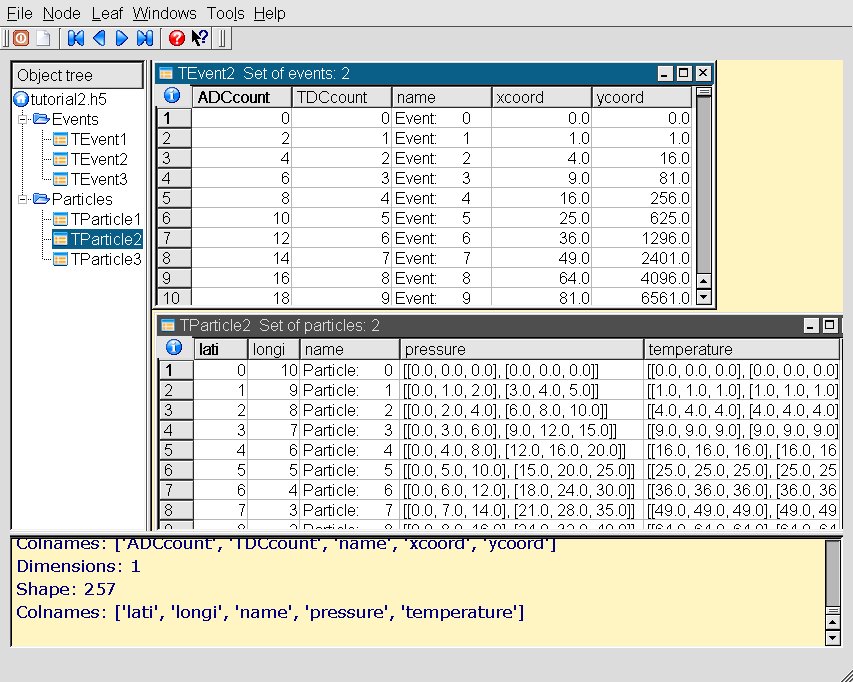 File Node Leaf Windows Tools Help
Object tree
tutorial2.h5
Events
TEvent1
TEvent2
TEvent3
Particles
TParticle1
TParticle2
TParticle3
TEvent2 Set of events: 2
ADCcount TDCcount name xcoord ycoord
1 0 0 Event: 0 0.0 0.0
2 2 1 Event: 1 1.0 1.0
3 4 2 Event: 2 4.0 16.0
4 6 3 Event: 3 9.0 81.0
5 8 4 Event: 4 16.0 256.0
6 10 5 Event: 5 25.0 625.0
7 12 6 Event: 6 36.0 1296.0
8 14 7 Event: 7 49.0 2401.0
9 16 8 Event: 8 64.0 4096.0
10 18 9 Event: 9 81.0 6561.0
TParticle2 Set of particles: 2
lati longi name pressure temperature
1 0 10 Particle: 0 [[0.0, 0.0, 0.0], [0.0, 0.0, 0.0]] [[0.0, 0.0, 0.0], [0.0, 0.0, 0.0]
2 1 9 Particle: 1 [[0.0, 1.0, 2.0], [3.0, 4.0, 5.0]] [[1.0, 1.0, 1.0], [1.0, 1.0, 1.0]
3 2 8 Particle: 2 [[0.0, 2.0, 4.0], [6.0, 8.0, 10.0]] [[4.0, 4.0, 4.0], [4.0, 4.0, 4.0]
4 3 7 Particle: 3 [[0.0, 3.0, 6.0], [9.0, 12.0, 15.0]] [[9.0, 9.0, 9.0], [9.0, 9.0, 9.0]
5 4 6 Particle: 4 [[0.0, 4.0, 8.0], [12.0, 16.0, 20.0]] [[16.0, 16.0, 16.0], [16.0, 16
6 5 5 Particle: 5 [[0.0, 5.0, 10.0], [15.0, 20.0, 25.0]] [[25.0, 25.0, 25.0], [25.0, 25
7 6 4 Particle: 6 [[0.0, 6.0, 12.0], [18.0, 24.0, 30.0]] [[36.0, 36.0, 36.0], [36.0, 36
8 7 3 Particle: 7 [[0.0, 7.0, 14.0], [21.0, 28.0, 35.0]] [[49.0, 49.0, 49.0], [49.0, 49
Colnames: ['ADCcount', 'TDCcount', 'name', 'xcoord', 'ycoord']
Dimensions: 1
Shape: 257
Colnames: ['lati', 'longi', 'name', 'pressure', 'temperature']